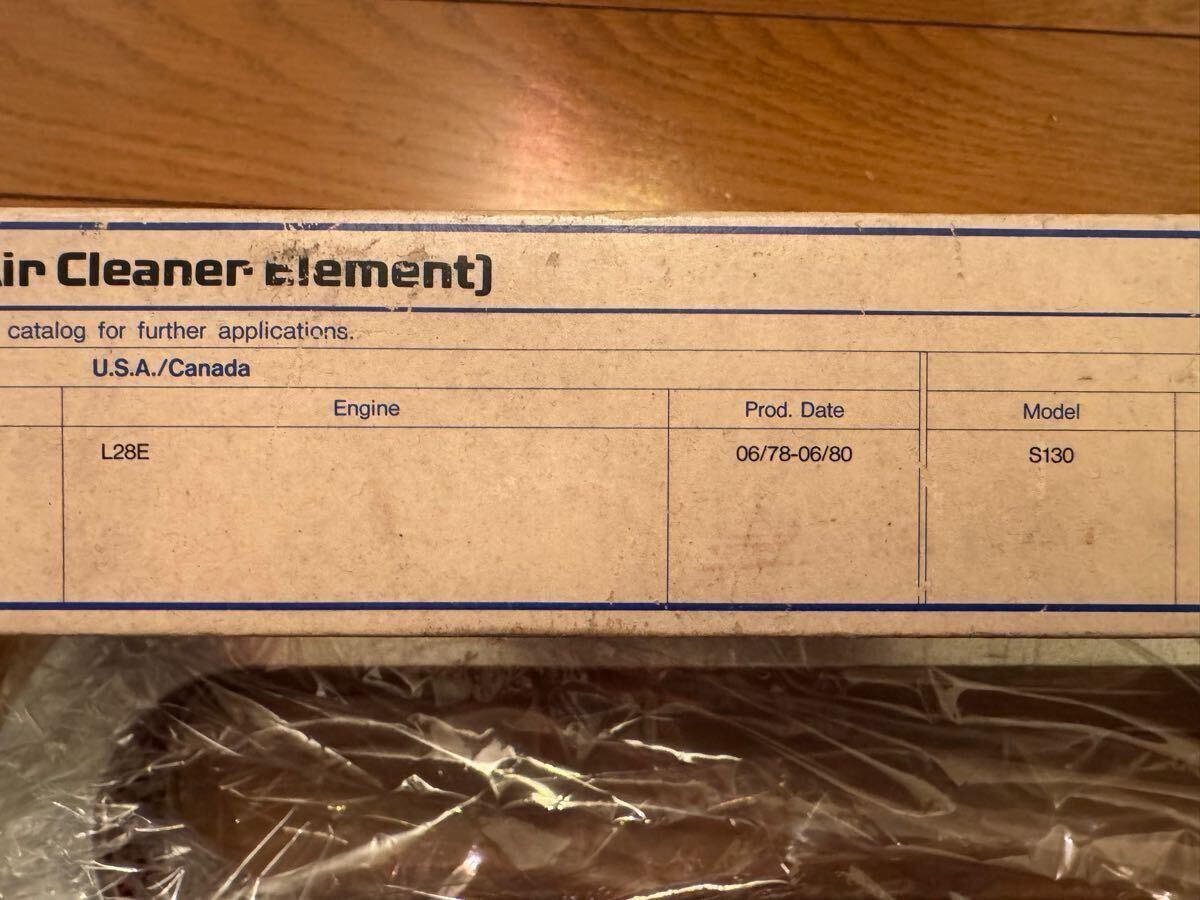 ir Cleaner Element)
catalog for further applications.
U.S.A./Canada
Engine Prod. Date Model
L28E 06/78-06/80 S130